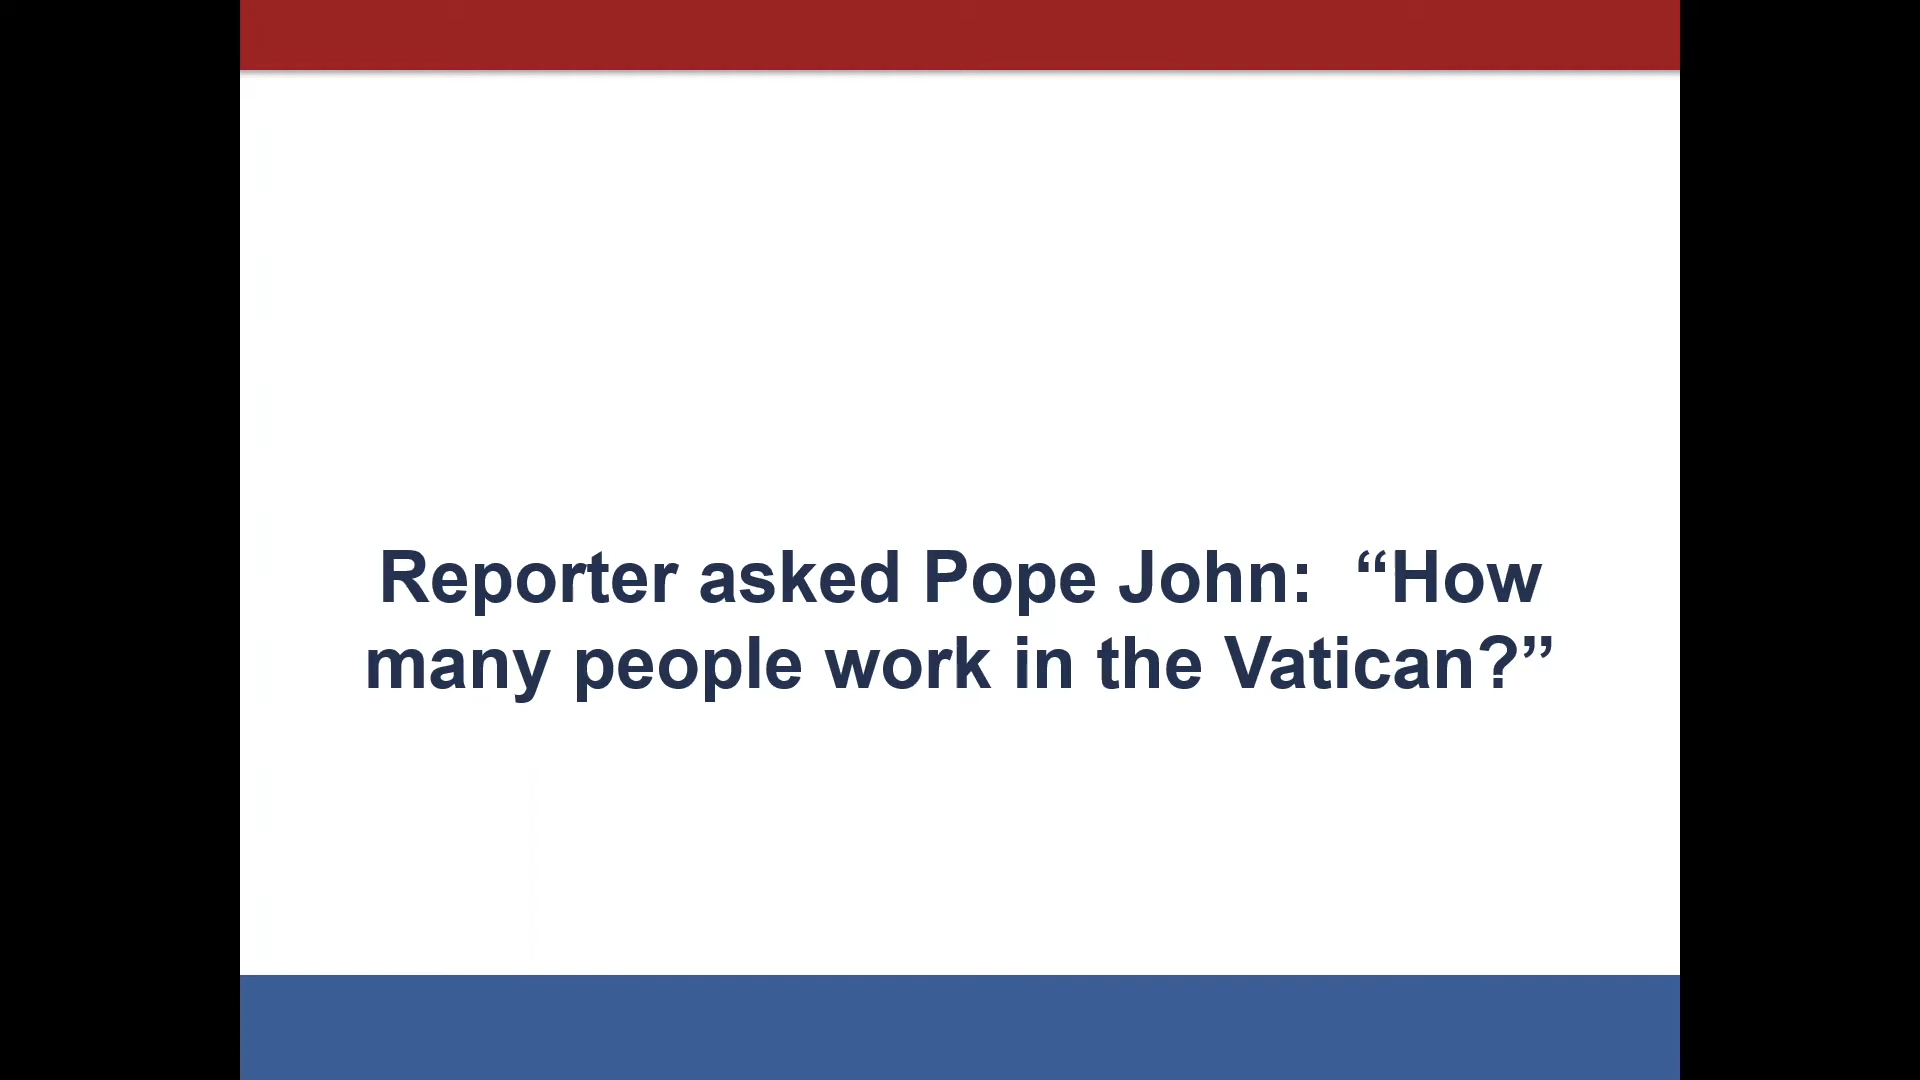 Reporter asked Pope John:  “How
many people work in the Vatican?”